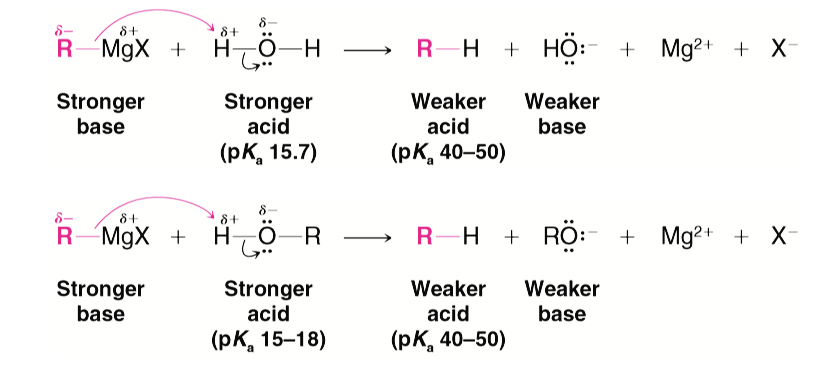 δ− δ+ δ+ δ−
R—MgX + H—Ö—H ⟶ R—H + HÖ:⁻ + Mg²⁺ + X⁻
Stronger Stronger Weaker Weaker
base acid acid base
(pKₐ 15.7) (pKₐ 40–50)
δ− δ+ δ+ δ−
R—MgX + H—Ö—R ⟶ R—H + RÖ:⁻ + Mg²⁺ + X⁻
Stronger Stronger Weaker Weaker
base acid acid base
(pKₐ 15–18) (pKₐ 40–50)